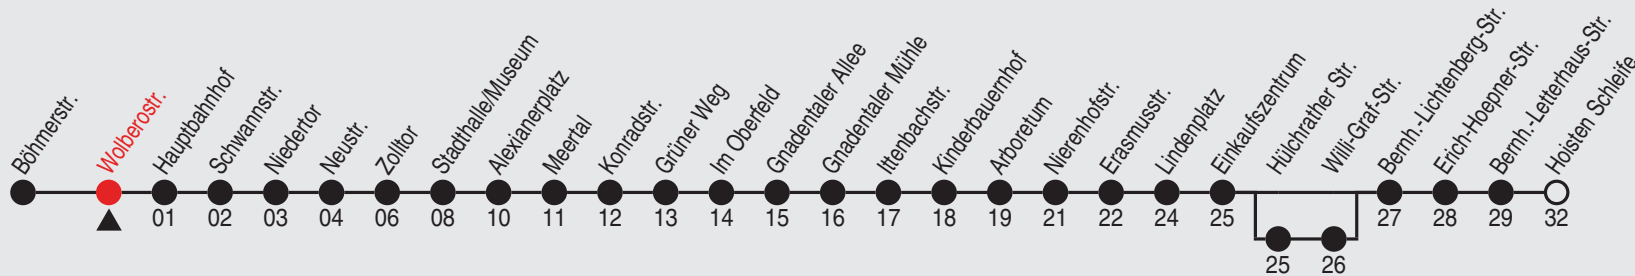 Böhmerstr.
Wolberostr.
Hauptbahnhof
Schwannstr.
Niedertor
Neustr.
Zolltor
Stadthalle/Museum
Alexianerplatz
Meertal
Konradstr.
Grüner Weg
Im Oberfeld
Gnadentaler Allee
Gnadentaler Mühle
Ittenbachstr.
Kinderbauernhof
Arboretum
Nierenhofstr.
Erasmusstr.
Lindenplatz
Einkaufszentrum
Hülchrather Str.
Willi-Graf-Str.
Bernh.-Lichtenberg-Str.
Erich-Hoepner-Str.
Bernh.-Letterhaus-Str.
Hoisten Schleife
01 02 03 04 06 08 10 11 12 13 14 15 16 17 18 19 21 22 24 25 27 28 29 32
25 26